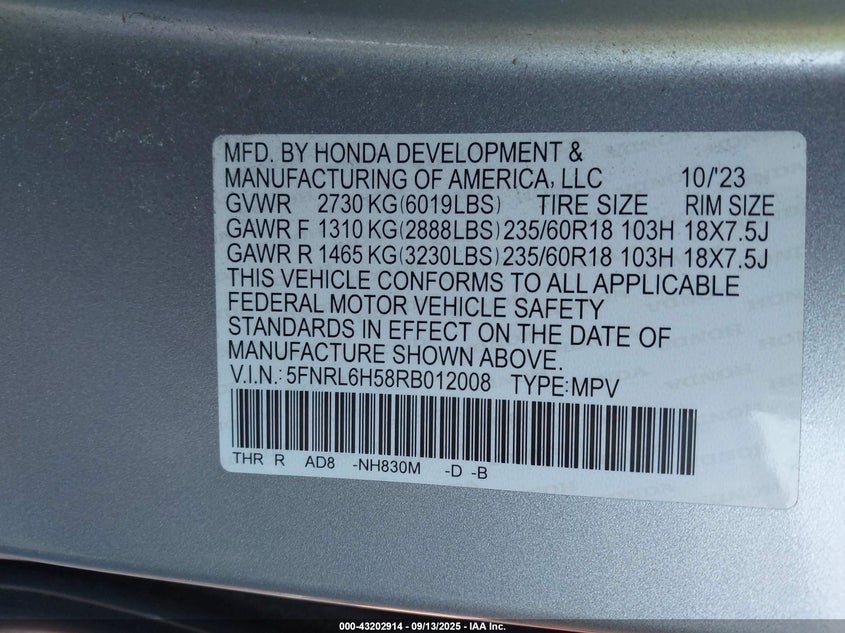 MFD. BY HONDA DEVELOPMENT &
MANUFACTURING OF AMERICA, LLC 10/'23
GVWR 2730 KG(6019LBS) TIRE SIZE RIM SIZE
GAWR F 1310 KG(2888LBS) 235/60R18 103H 18X7.5J
GAWR R 1465 KG(3230LBS) 235/60R18 103H 18X7.5J
THIS VEHICLE CONFORMS TO ALL APPLICABLE
FEDERAL MOTOR VEHICLE SAFETY
STANDARDS IN EFFECT ON THE DATE OF
MANUFACTURE SHOWN ABOVE.
V.I.N.: 5FNRL6H58RB012008 TYPE:MPV
THR R AD8 -NH830M -D -B
000-43202914 - 09/13/2025 - IAA Inc.